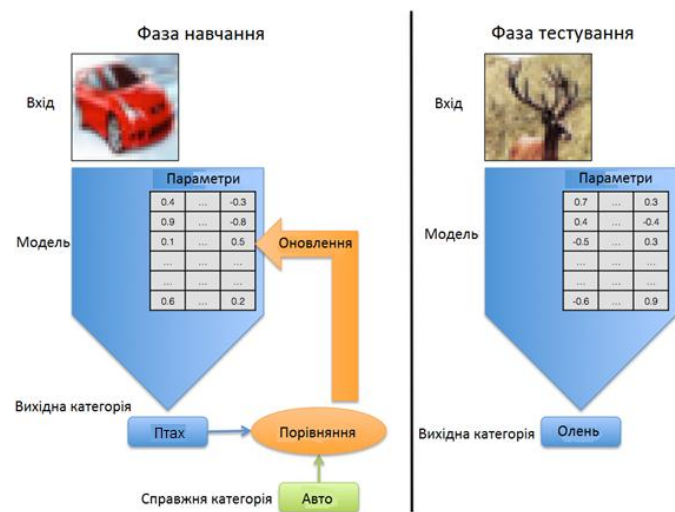 Фаза навчання
Вхід
Параметри
0.4 ... -0.3
0.9 ... -0.8
0.1 ... 0.5
... ... ...
... ... ...
0.6 ... 0.2
Модель
Оновлення
Вихідна категорія
Птах
Порівняння
Справжня категорія
Авто
Фаза тестування
Вхід
Параметри
0.7 ... 0.3
0.4 ... -0.4
-0.5 ... 0.3
... ... ...
... ... ...
-0.6 ... 0.9
Модель
Вихідна категорія
Олень